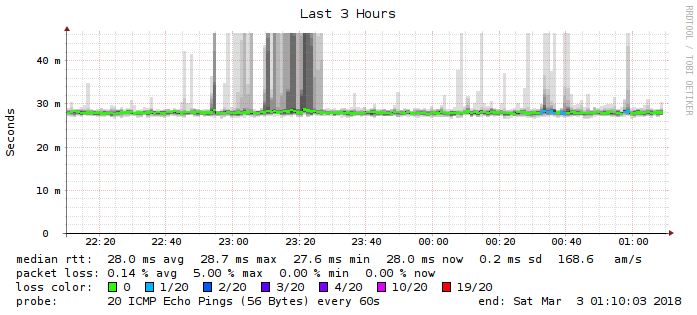 Last 3 Hours
RRDTOOL / TOBI OETIKER
Seconds
40 m
30 m
20 m
10 m
0
22:20 22:40 23:00 23:20 23:40 00:00 00:20 00:40 01:00
median rtt: 28.0 ms avg 28.7 ms max 27.6 ms min 28.0 ms now 0.2 ms sd 168.6 am/s
packet loss: 0.14 % avg 5.00 % max 0.00 % min 0.00 % now
loss color: 0 1/20 2/20 3/20 4/20 10/20 19/20
probe: 20 ICMP Echo Pings (56 Bytes) every 60s end: Sat Mar 3 01:10:03 2018